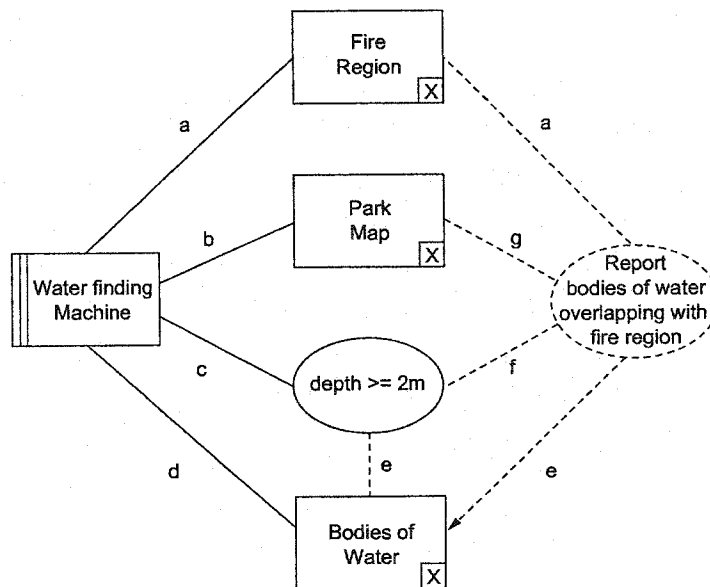 Fire
Region
X
a
a
Park
Map
X
b
g
Water finding
Machine
Report
bodies of water
overlapping with
fire region
c
depth >= 2m
f
d
e
e
Bodies of
Water
X